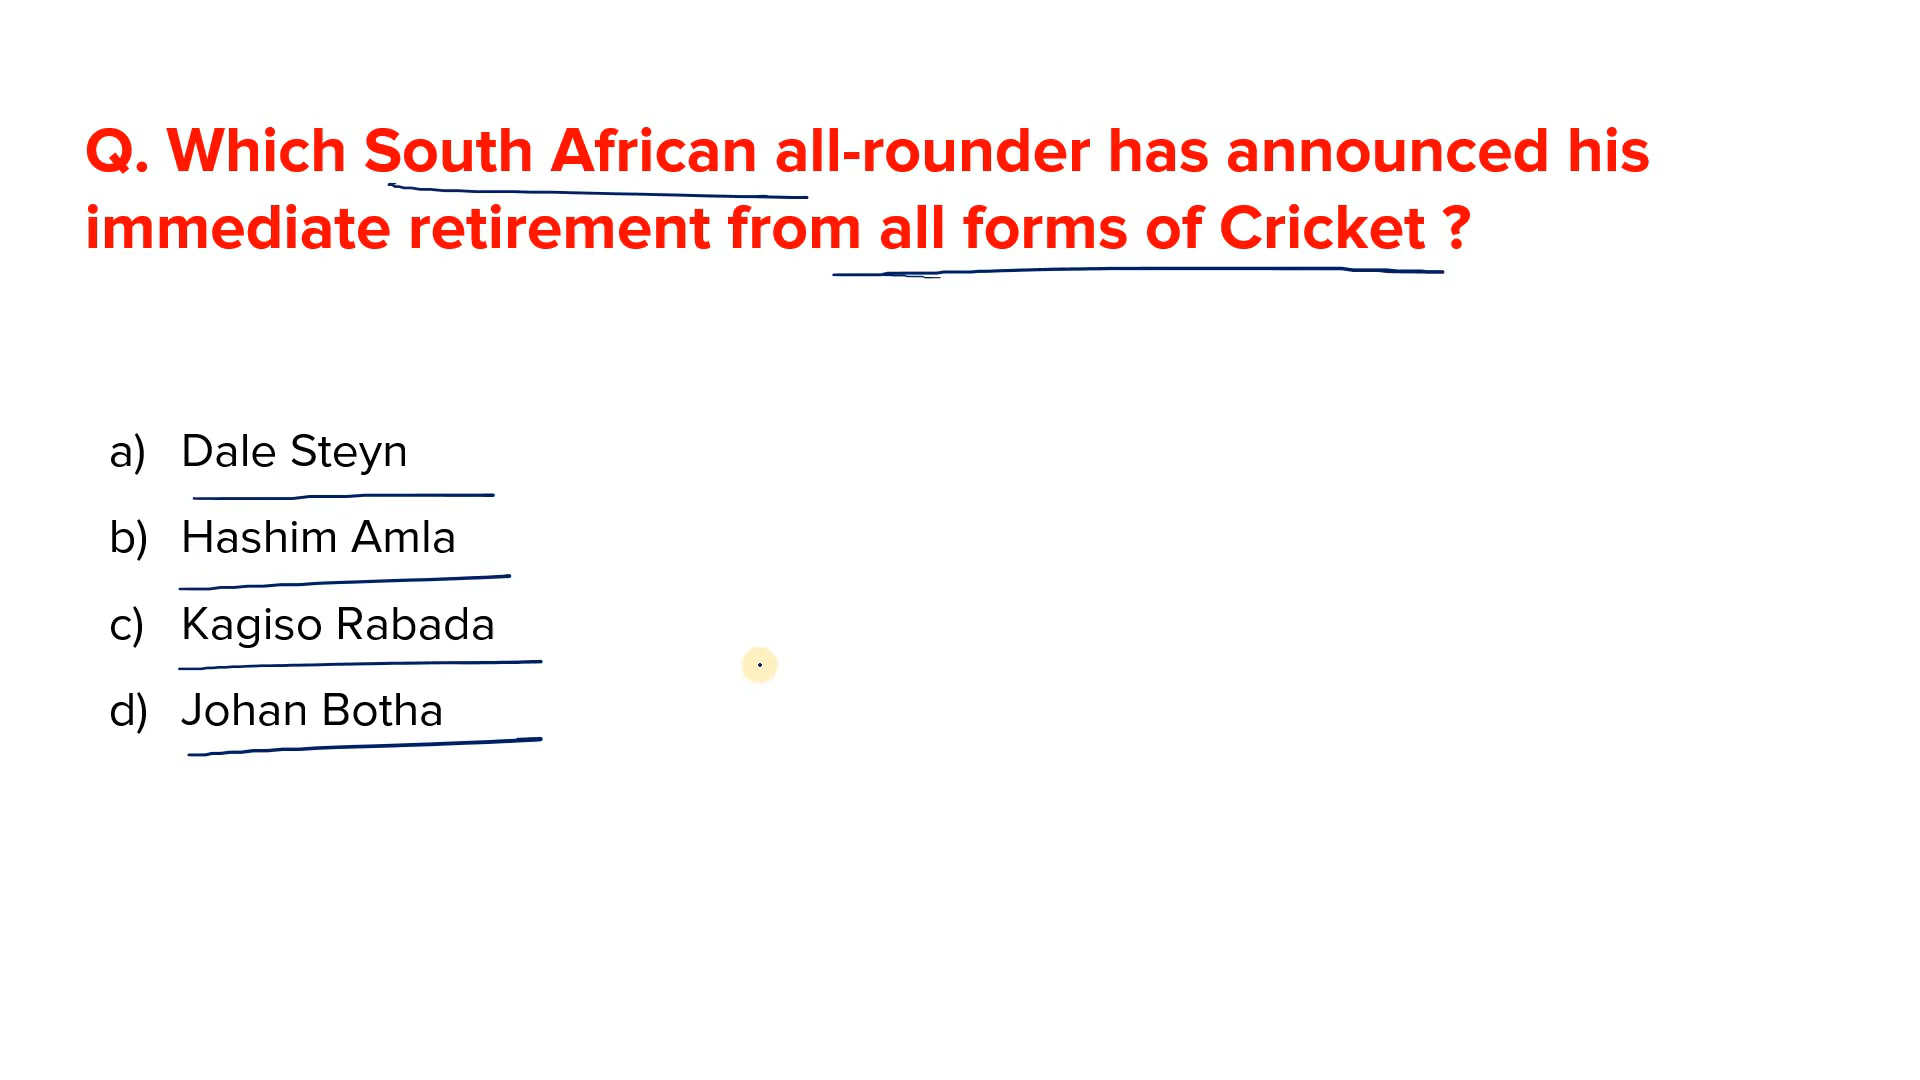 Q. Which South African all-rounder has announced his
immediate retirement from all forms of Cricket ?
a) Dale Steyn
b) Hashim Amla
c) Kagiso Rabada
d) Johan Botha